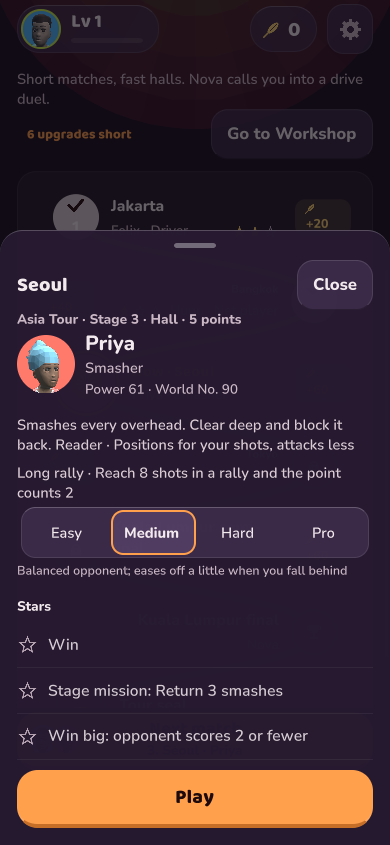 Lv 1
0
Short matches, fast halls. Nova calls you into a drive
duel.
6 upgrades short
Go to Workshop
Jakarta
Felix · Driver
+20
1
Seoul
Close
Asia Tour · Stage 3 · Hall · 5 points
Priya
Smasher
Power 61 · World No. 90
Smashes every overhead. Clear deep and block it
back. Reader · Positions for your shots, attacks less
Long rally · Reach 8 shots in a rally and the point
counts 2
Easy
Medium
Hard
Pro
Balanced opponent; eases off a little when you fall behind
Stars
Win
Stage mission: Return 3 smashes
Win big: opponent scores 2 or fewer
Play